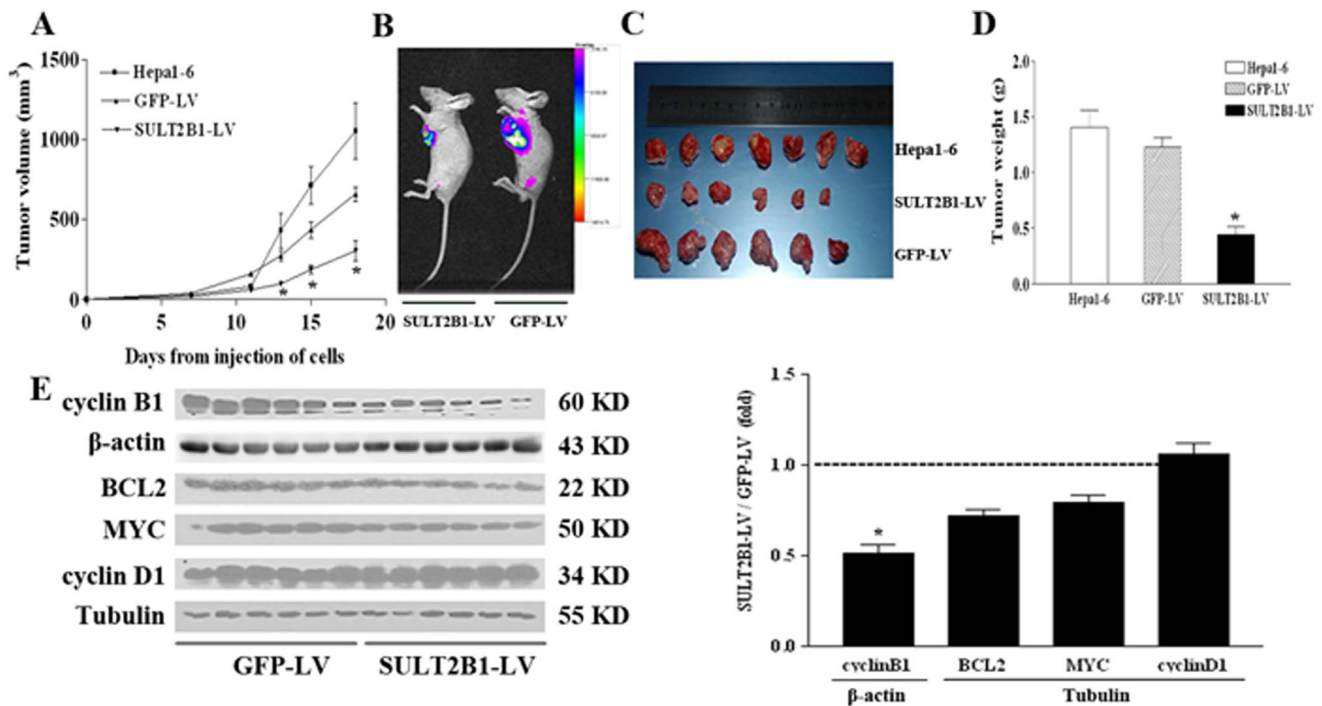 A
Tumor volume (mm³)
1500
1000
500
0
0
5
10
15
20
Hepa1-6
GFP-LV
SULT2B1-LV
*
*
*
Days from injection of cells
B
SULT2B1-LV
GFP-LV
C
Hepa1-6
SULT2B1-LV
GFP-LV
D
Tumor weight (g)
2.0
1.5
1.0
0.5
0.0
Hepa1-6
GFP-LV
SULT2B1-LV
*
Hepa1-6
GFP-LV
SULT2B1-LV
E
cyclin B1
60 KD
β-actin
43 KD
BCL2
22 KD
MYC
50 KD
cyclin D1
34 KD
Tubulin
55 KD
GFP-LV
SULT2B1-LV
SULT2B1-LV / GFP-LV (fold)
1.5
1.0
0.5
0.0
*
cyclinB1
BCL2
MYC
cyclinD1
β-actin
Tubulin